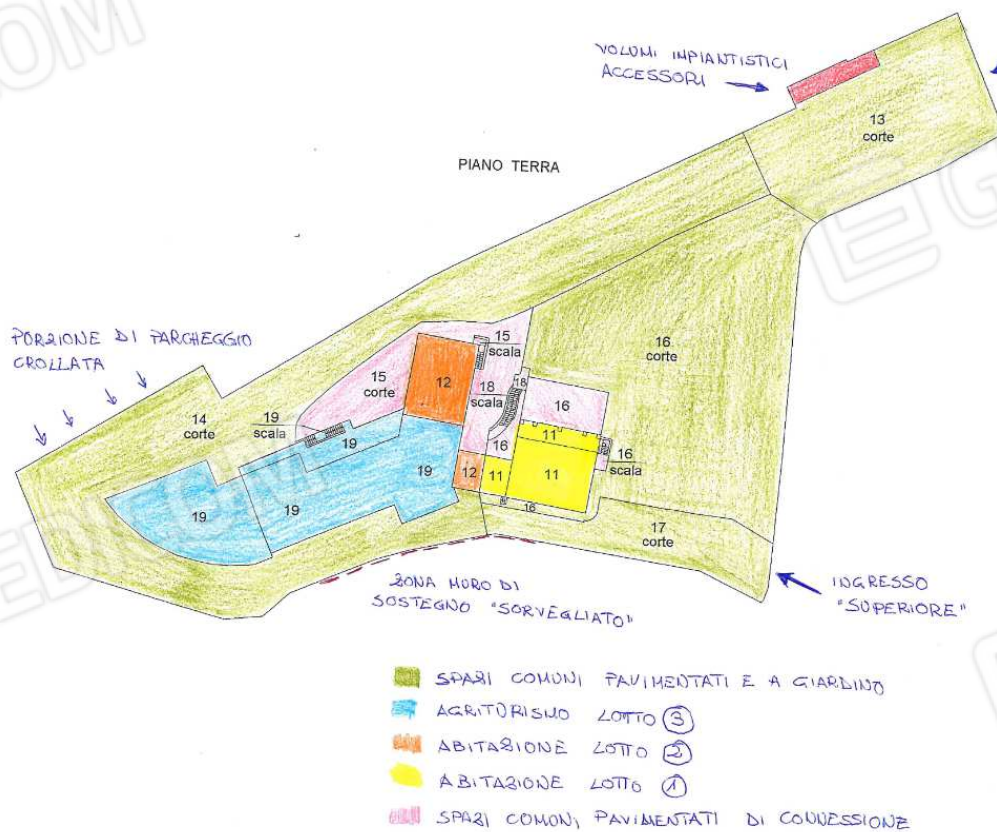 VOLUMI IMPIANTISTICI
ACCESSORI
13
corte
PIANO TERRA
PORZIONE DI PARCHEGGIO
CROLLATA
15
scala
16
corte
15
corte
12
18
scala
18
16
14
corte
19
scala
19
11
16
16
scala
19
12
11
11
19
19
16
17
corte
ZONA MURO DI
SOSTEGNO "SORVEGLIATO"
INGRESSO
"SUPERIORE"
SPAZI COMUNI PAVIMENTATI E A GIARDINO
AGRITURISMO LOTTO 3
ABITAZIONE LOTTO 2
ABITAZIONE LOTTO 1
SPAZI COMUNI PAVIMENTATI DI CONNESSIONE